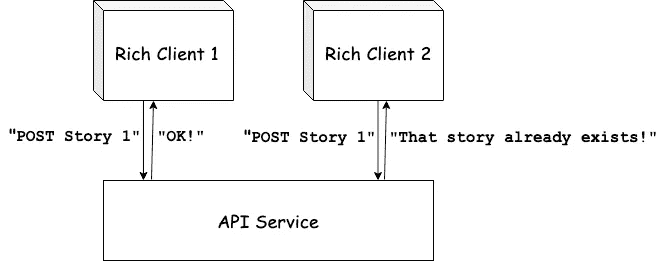 Rich Client 1
Rich Client 2
"POST Story 1"
"OK!"
"POST Story 1"
"That story already exists!"
API Service